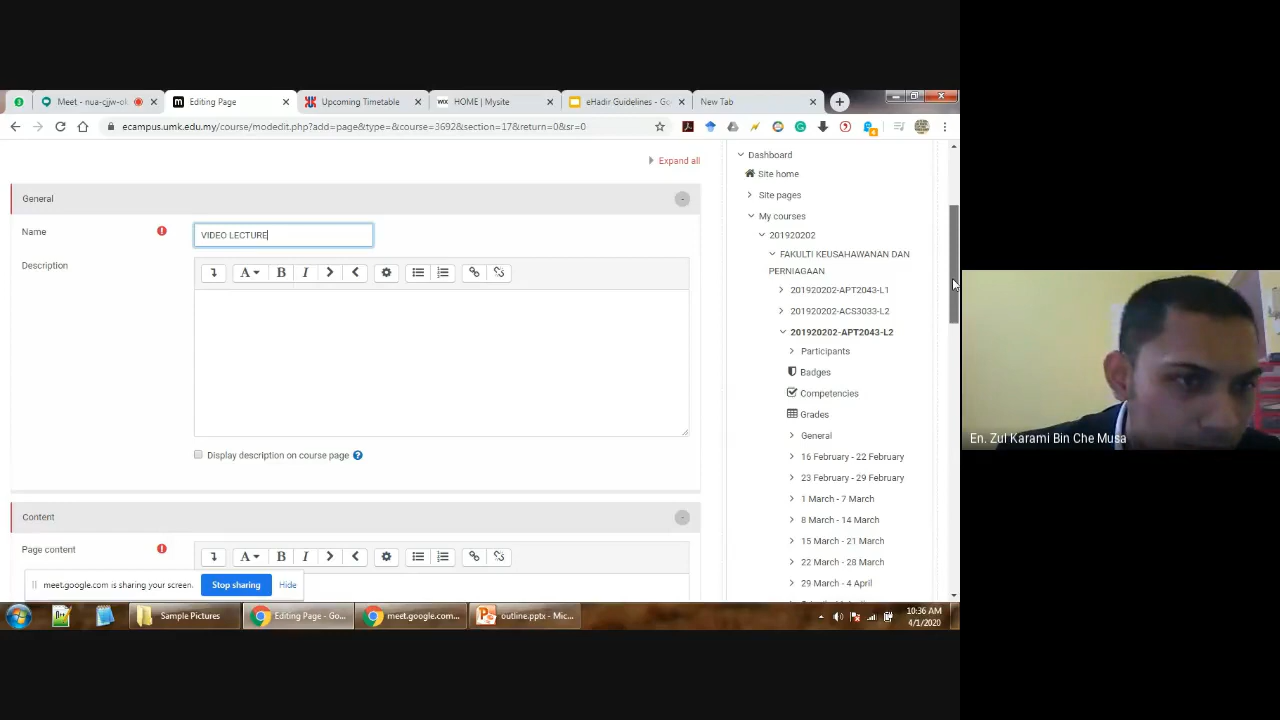 Meet - nua-cjjw-ol
Editing Page
Upcoming Timetable
HOME | Mysite
eHadir Guidelines - Go
New Tab
ecampus.umk.edu.my/course/modedit.php?add=page&type=&course=3692&section=17&return=0&sr=0
Expand all
General
Name
VIDEO LECTURE
Description
Display description on course page
Content
Page content
Dashboard
Site home
Site pages
My courses
201920202
FAKULTI KEUSAHAWANAN DAN
PERNIAGAAN
201920202-APT2043-L1
201920202-ACS3033-L2
201920202-APT2043-L2
Participants
Badges
Competencies
Grades
General
16 February - 22 February
23 February - 29 February
1 March - 7 March
8 March - 14 March
15 March - 21 March
22 March - 28 March
29 March - 4 April
En. Zul Karami Bin Che Musa
meet.google.com is sharing your screen.
Stop sharing
Hide
Sample Pictures
Editing Page - Go...
meet.google.com...
outline.pptx - Mic...
10:36 AM
4/1/2020